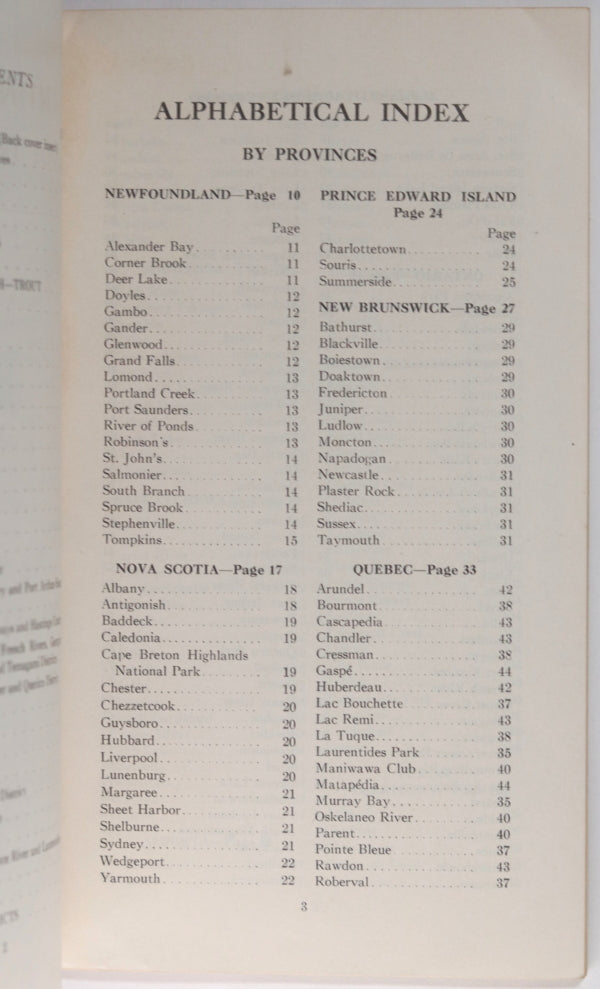 ENTS
Back cover insert
H—TROUT
ALPHABETICAL INDEX
BY PROVINCES
NEWFOUNDLAND—Page 10
Page
Alexander Bay.......... 11
Corner Brook........... 11
Deer Lake.............. 11
Doyles................. 12
Gambo.................. 12
Gander................. 12
Glenwood............... 12
Grand Falls............ 12
Lomond................. 13
Portland Creek......... 13
Port Saunders.......... 13
River of Ponds......... 13
Robinson's............. 13
St. John's............. 14
Salmonier.............. 14
South Branch........... 14
Spruce Brook........... 14
Stephenville........... 14
Tompkins............... 15
NOVA SCOTIA—Page 17
Albany................. 18
Antigonish............. 18
Baddeck................ 19
Caledonia.............. 19
Cape Breton Highlands
National Park......... 19
Chester................ 19
Chezzetcook............ 20
Guysboro............... 20
Hubbard................ 20
Liverpool.............. 20
Lunenburg.............. 20
Margaree............... 21
Sheet Harbor........... 21
Shelburne.............. 21
Sydney................. 21
Wedgeport.............. 22
Yarmouth............... 22
PRINCE EDWARD ISLAND
Page 24
Page
Charlottetown.......... 24
Souris................. 24
Summerside............. 25
NEW BRUNSWICK—Page 27
Bathurst............... 29
Blackville............. 29
Boiestown.............. 29
Doaktown............... 29
Fredericton............ 30
Juniper................ 30
Ludlow................. 30
Moncton................ 30
Napadogan.............. 30
Newcastle.............. 31
Plaster Rock........... 31
Shediac................ 31
Sussex................. 31
Taymouth............... 31
QUEBEC—Page 33
Arundel................ 42
Bourmont............... 38
Cascapedia............. 43
Chandler............... 43
Cressman............... 38
Gaspé.................. 44
Huberdeau.............. 42
Lac Bouchette.......... 37
Lac Remi............... 43
La Tuque............... 38
Laurentides Park....... 35
Maniwawa Club.......... 40
Matapédia.............. 44
Murray Bay............. 35
Oskelaneo River........ 40
Parent................. 40
Pointe Bleue........... 37
Rawdon................. 43
Roberval............... 37
3